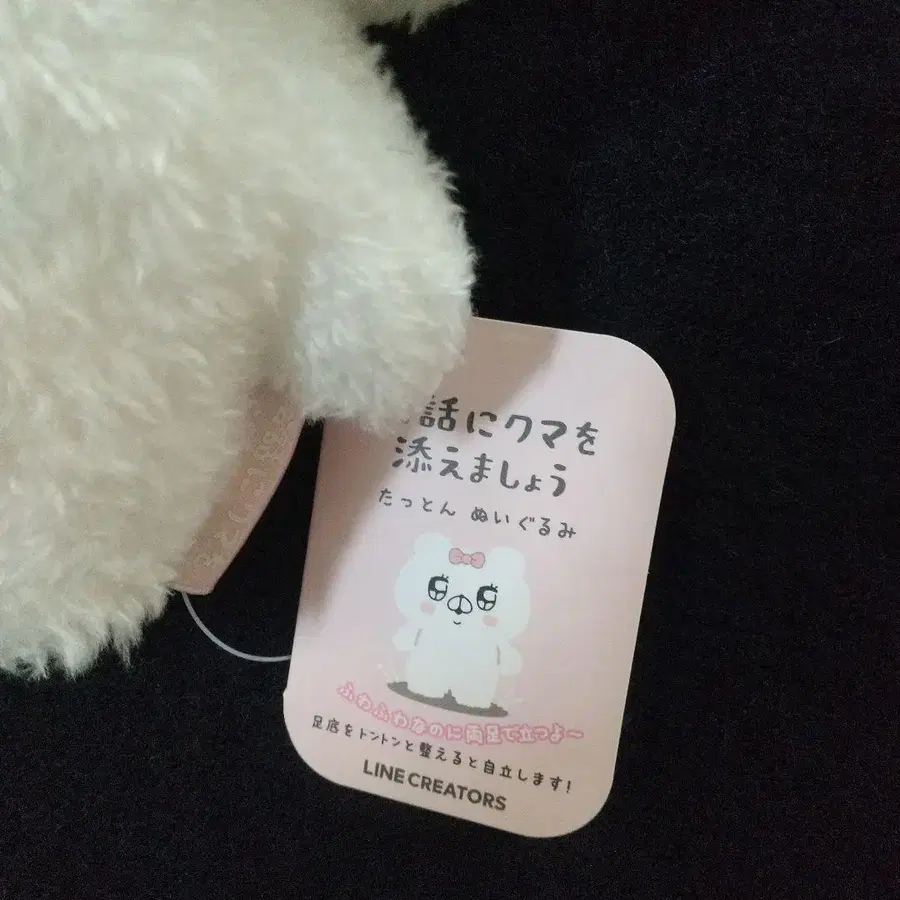 話にクマを
添えましょう
たっとん ぬいぐるみ
ふわふわなのに両足で立つよ〜
足底をトントンと整えると自立します!
LINE CREATORS